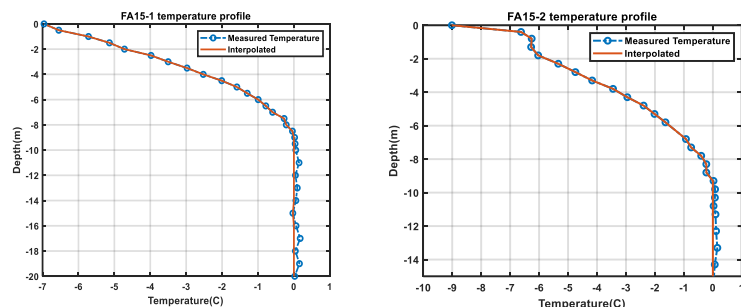 FA15-1 temperature profile
Measured Temperature
Interpolated
Depth(m)
0
-2
-4
-6
-8
-10
-12
-14
-16
-18
-20
-7 -6 -5 -4 -3 -2 -1 0 1
Temperature(C)
FA15-2 temperature profile
Measured Temperature
Interpolated
Depth(m)
0
-2
-4
-6
-8
-10
-12
-14
-10 -9 -8 -7 -6 -5 -4 -3 -2 -1 0 1
Temperature(C)